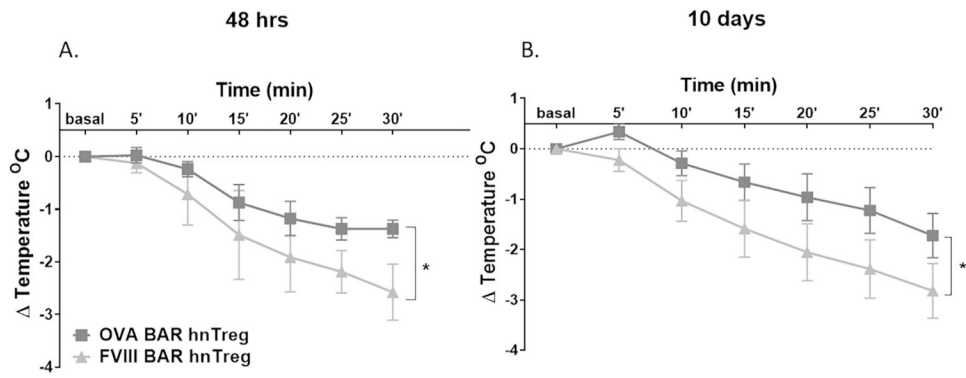 48 hrs
10 days
A.
B.
Time (min)
basal 5' 10' 15' 20' 25' 30'
1
0
-1
-2
-3
-4
Δ Temperature ⁰C
*
OVA BAR hnTreg
FVIII BAR hnTreg
Time (min)
basal 5' 10' 15' 20' 25' 30'
1
0
-1
-2
-3
-4
Δ Temperature ⁰C
*